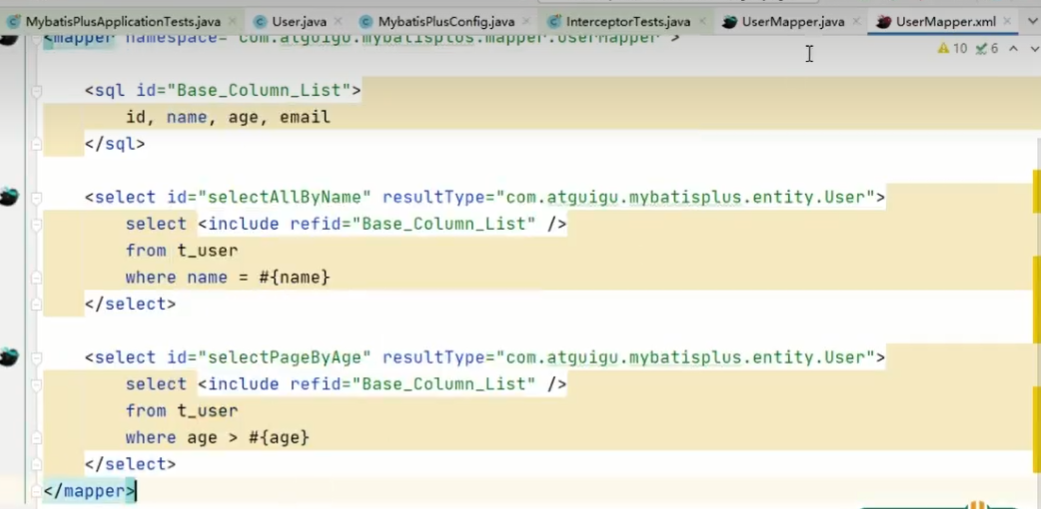 MybatisPlusApplicationTests.java × User.java × MybatisPlusConfig.java × InterceptorTests.java × UserMapper.java × UserMapper.xml ×
<mapper namespace="com.atguigu.mybatisplus.mapper.UserMapper">
10 6
<sql id="Base_Column_List">
id, name, age, email
</sql>
<select id="selectAllByName" resultType="com.atguigu.mybatisplus.entity.User">
select <include refid="Base_Column_List" />
from t_user
where name = #{name}
</select>
<select id="selectPageByAge" resultType="com.atguigu.mybatisplus.entity.User">
select <include refid="Base_Column_List" />
from t_user
where age > #{age}
</select>
</mapper>